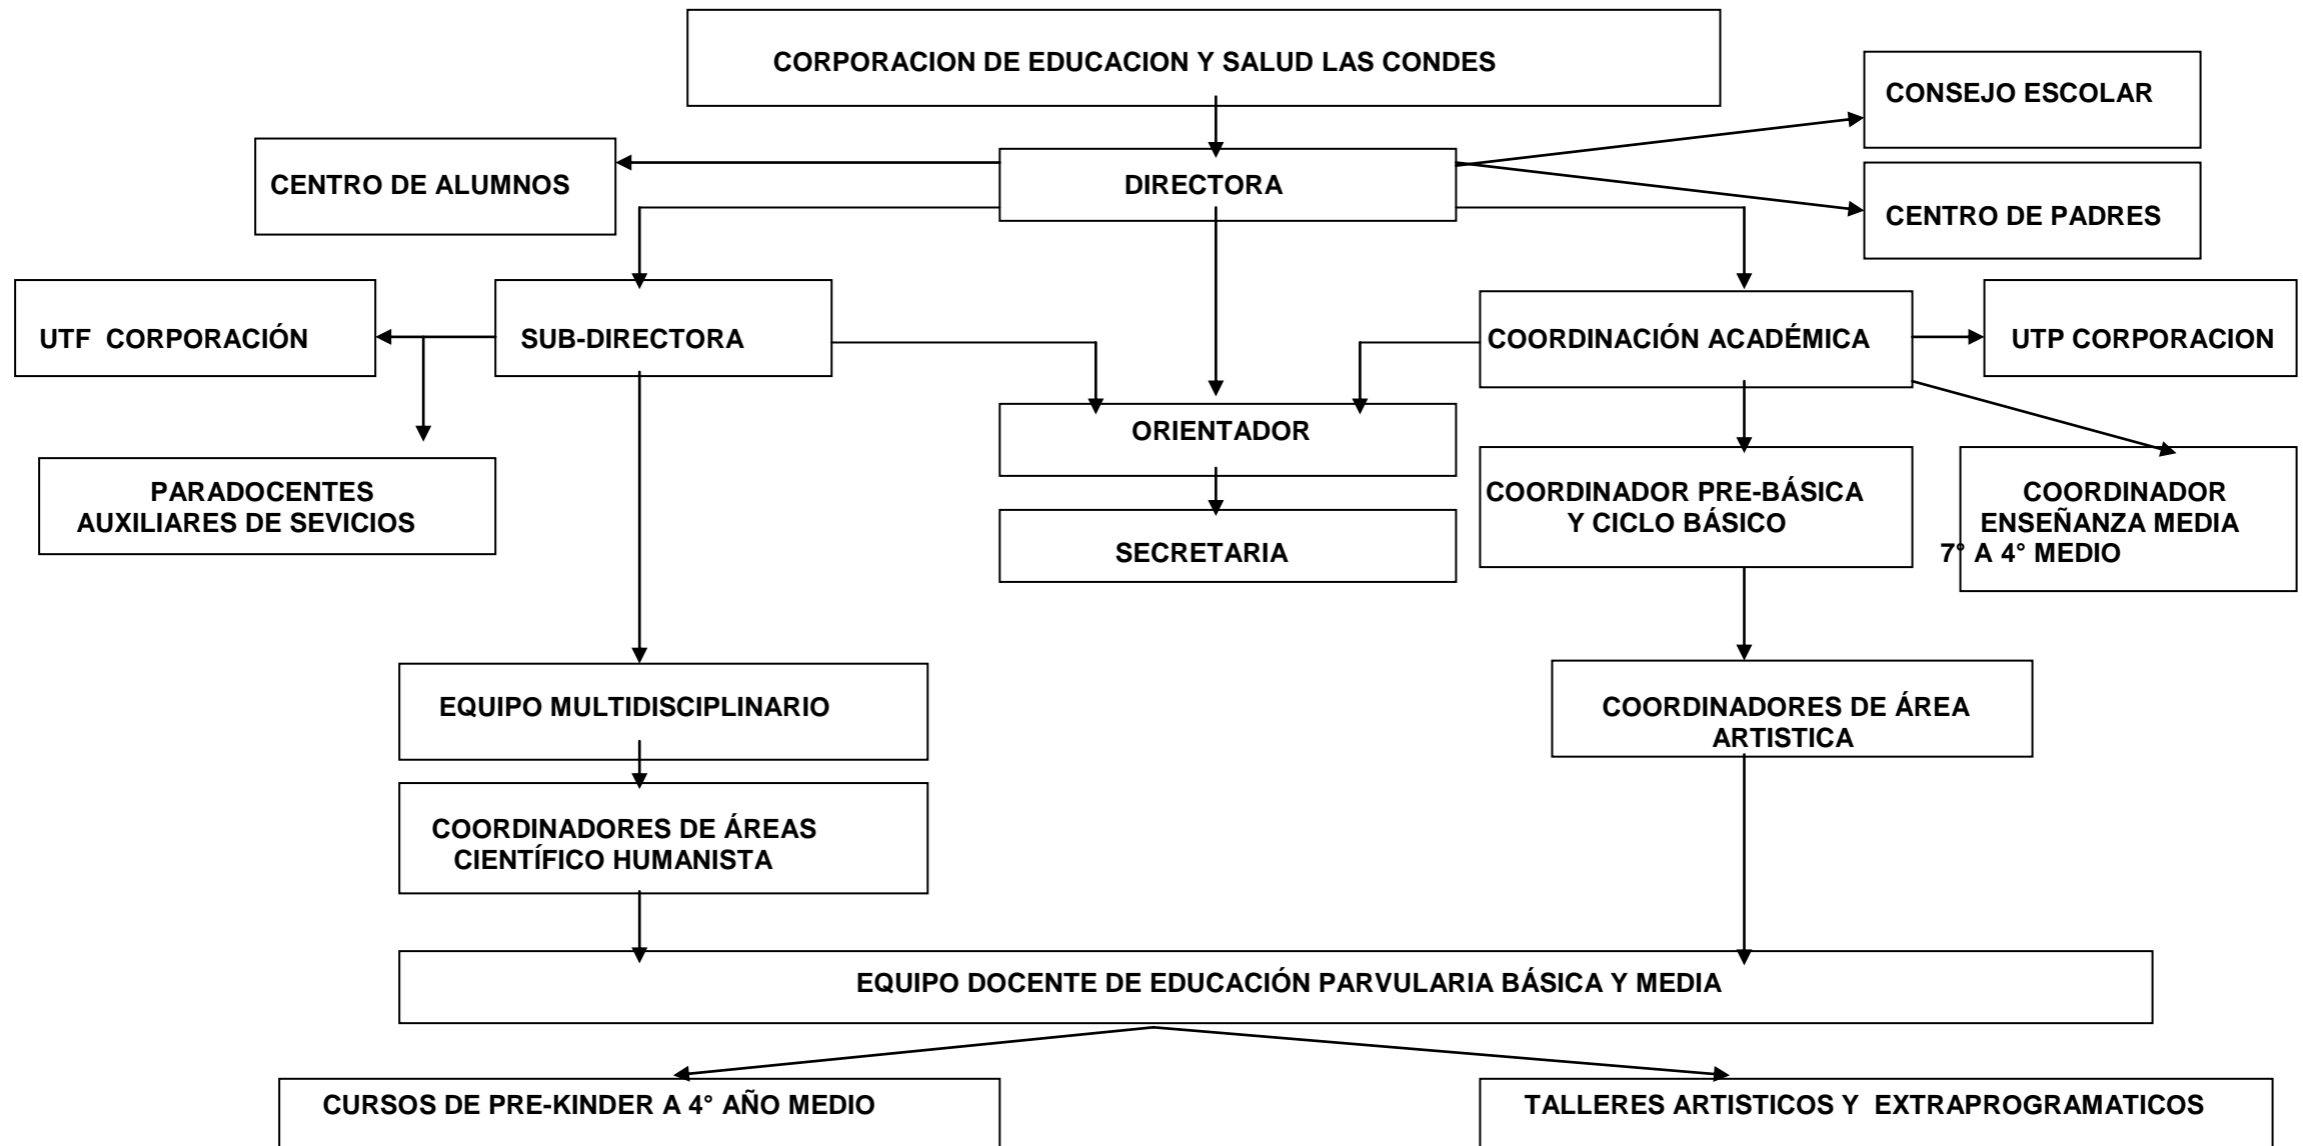 CORPORACION DE EDUCACION Y SALUD LAS CONDES
CONSEJO ESCOLAR
CENTRO DE ALUMNOS
DIRECTORA
CENTRO DE PADRES
UTF CORPORACIÓN
SUB-DIRECTORA
COORDINACIÓN ACADÉMICA
UTP CORPORACION
ORIENTADOR
PARADOCENTES
AUXILIARES DE SEVICIOS
SECRETARIA
COORDINADOR PRE-BÁSICA
Y CICLO BÁSICO
COORDINADOR
ENSEÑANZA MEDIA
7° A 4° MEDIO
EQUIPO MULTIDISCIPLINARIO
COORDINADORES DE ÁREA
ARTISTICA
COORDINADORES DE ÁREAS
CIENTÍFICO HUMANISTA
EQUIPO DOCENTE DE EDUCACIÓN PARVULARIA BÁSICA Y MEDIA
CURSOS DE PRE-KINDER A 4° AÑO MEDIO
TALLERES ARTISTICOS Y EXTRAPROGRAMATICOS